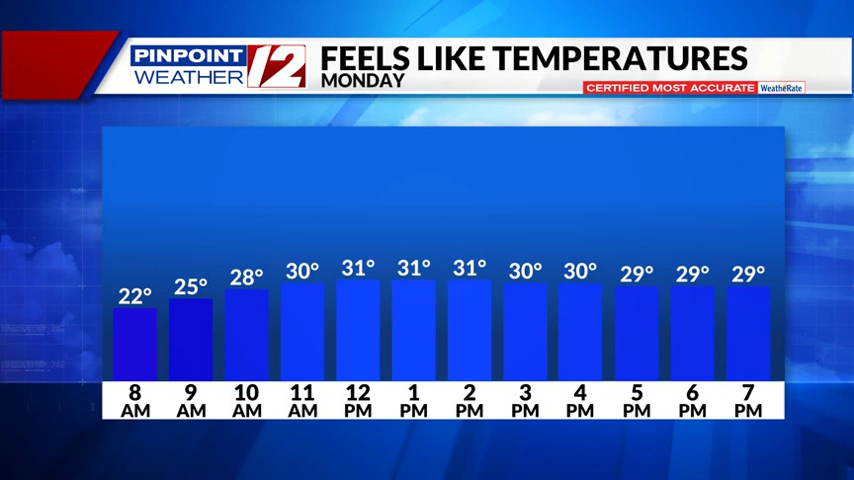 PINPOINT
WEATHER 12
FEELS LIKE TEMPERATURES
MONDAY
CERTIFIED MOST ACCURATE WeatheRate
22° 25° 28° 30° 31° 31° 31° 30° 30° 29° 29° 29°
8 9 10 11 12 1 2 3 4 5 6 7
AM AM AM AM PM PM PM PM PM PM PM PM